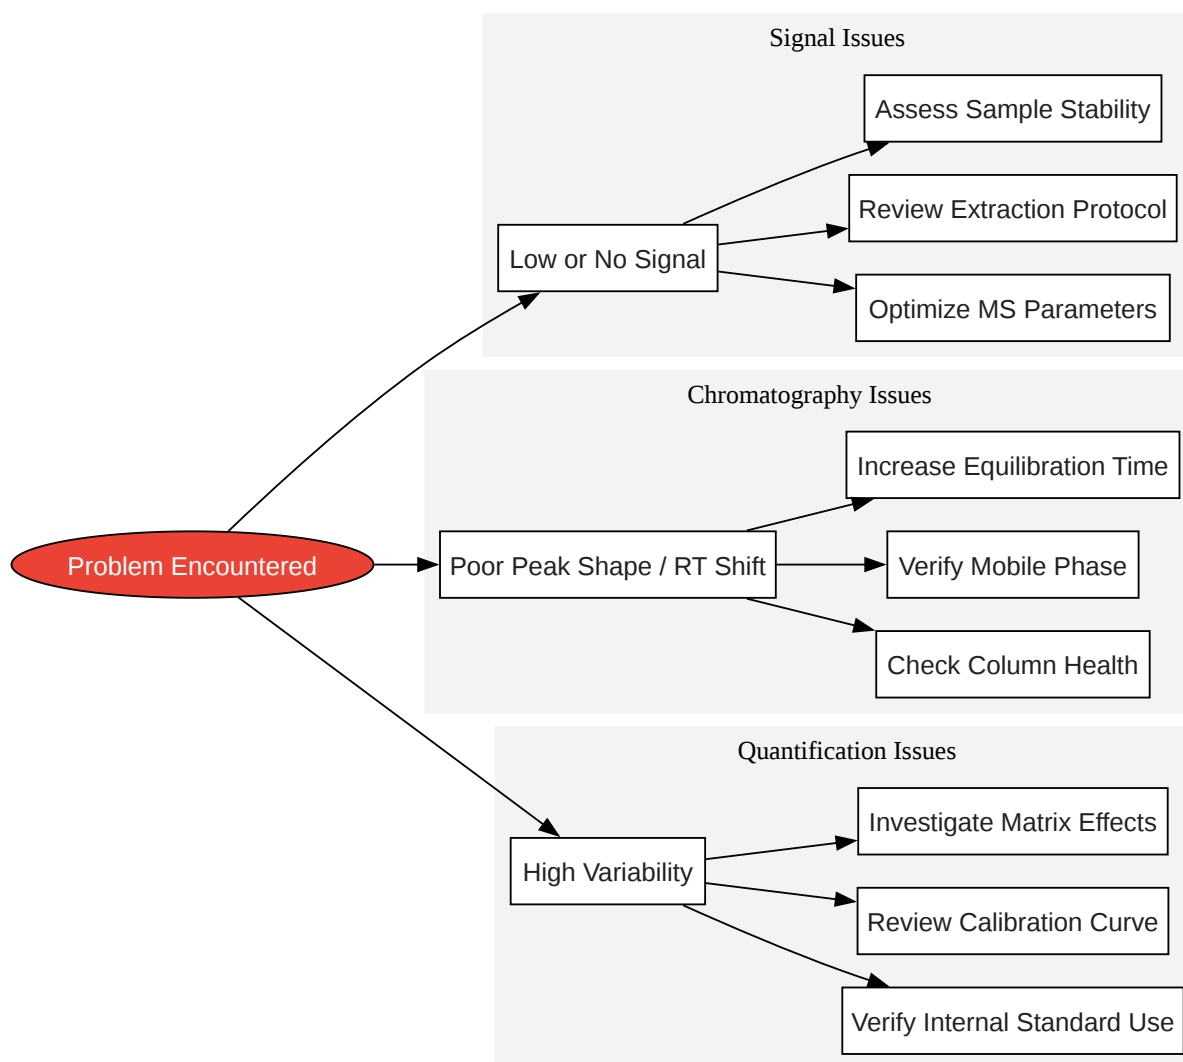 Signal Issues
Assess Sample Stability
Review Extraction Protocol
Low or No Signal
Optimize MS Parameters
Chromatography Issues
Increase Equilibration Time
Problem Encountered
Poor Peak Shape / RT Shift
Verify Mobile Phase
Check Column Health
Quantification Issues
Investigate Matrix Effects
High Variability
Review Calibration Curve
Verify Internal Standard Use